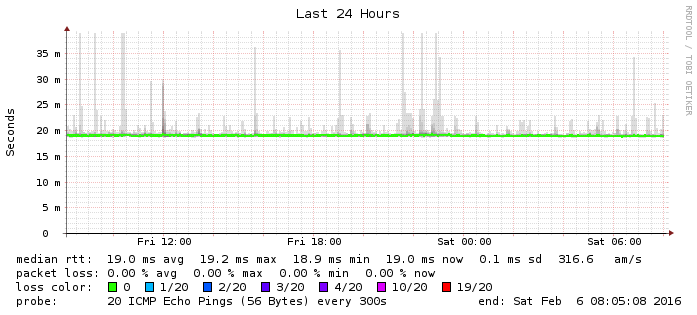 Last 24 Hours
RRDTOOL / TOBI OETIKER
Seconds
35 m
30 m
25 m
20 m
15 m
10 m
5 m
0
Fri 12:00 Fri 18:00 Sat 00:00 Sat 06:00
median rtt: 19.0 ms avg 19.2 ms max 18.9 ms min 19.0 ms now 0.1 ms sd 316.6 am/s
packet loss: 0.00 % avg 0.00 % max 0.00 % min 0.00 % now
loss color: 0 1/20 2/20 3/20 4/20 10/20 19/20
probe: 20 ICMP Echo Pings (56 Bytes) every 300s end: Sat Feb 6 08:05:08 2016